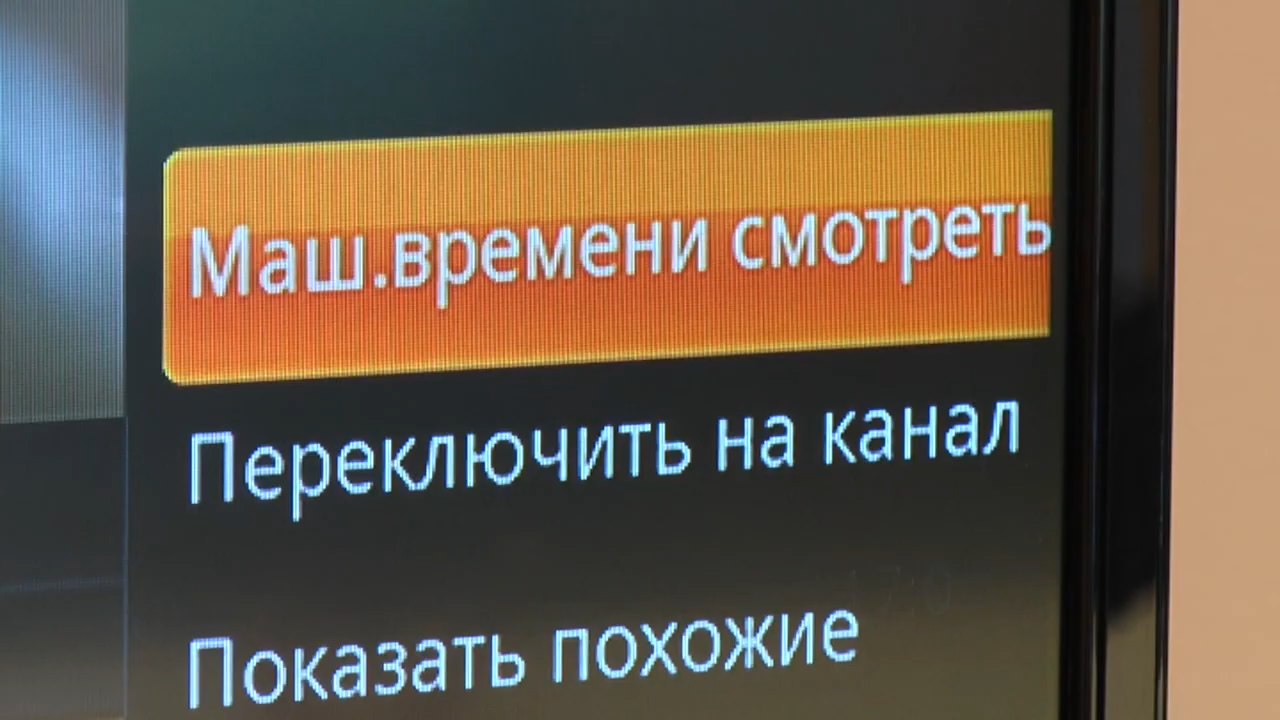 Маш.времени смотреть
Переключить на канал
Показать похожие